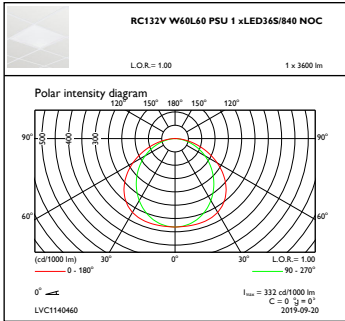 RC132V W60L60 PSU 1 xLED36S/840 NOC
L.O.R.= 1.00 1 x 3600 lm
Polar intensity diagram
120° 150° 180° 150° 120°
90° 500 400 300 90°
60° 60°
(cd/1000 lm) 30° 0° 30° L.O.R.= 1.00
0 - 180° 90 - 270°
0°
Imax = 332 cd/1000 lm
C = 0 °g = 0°
LVC1140460 2019-09-20